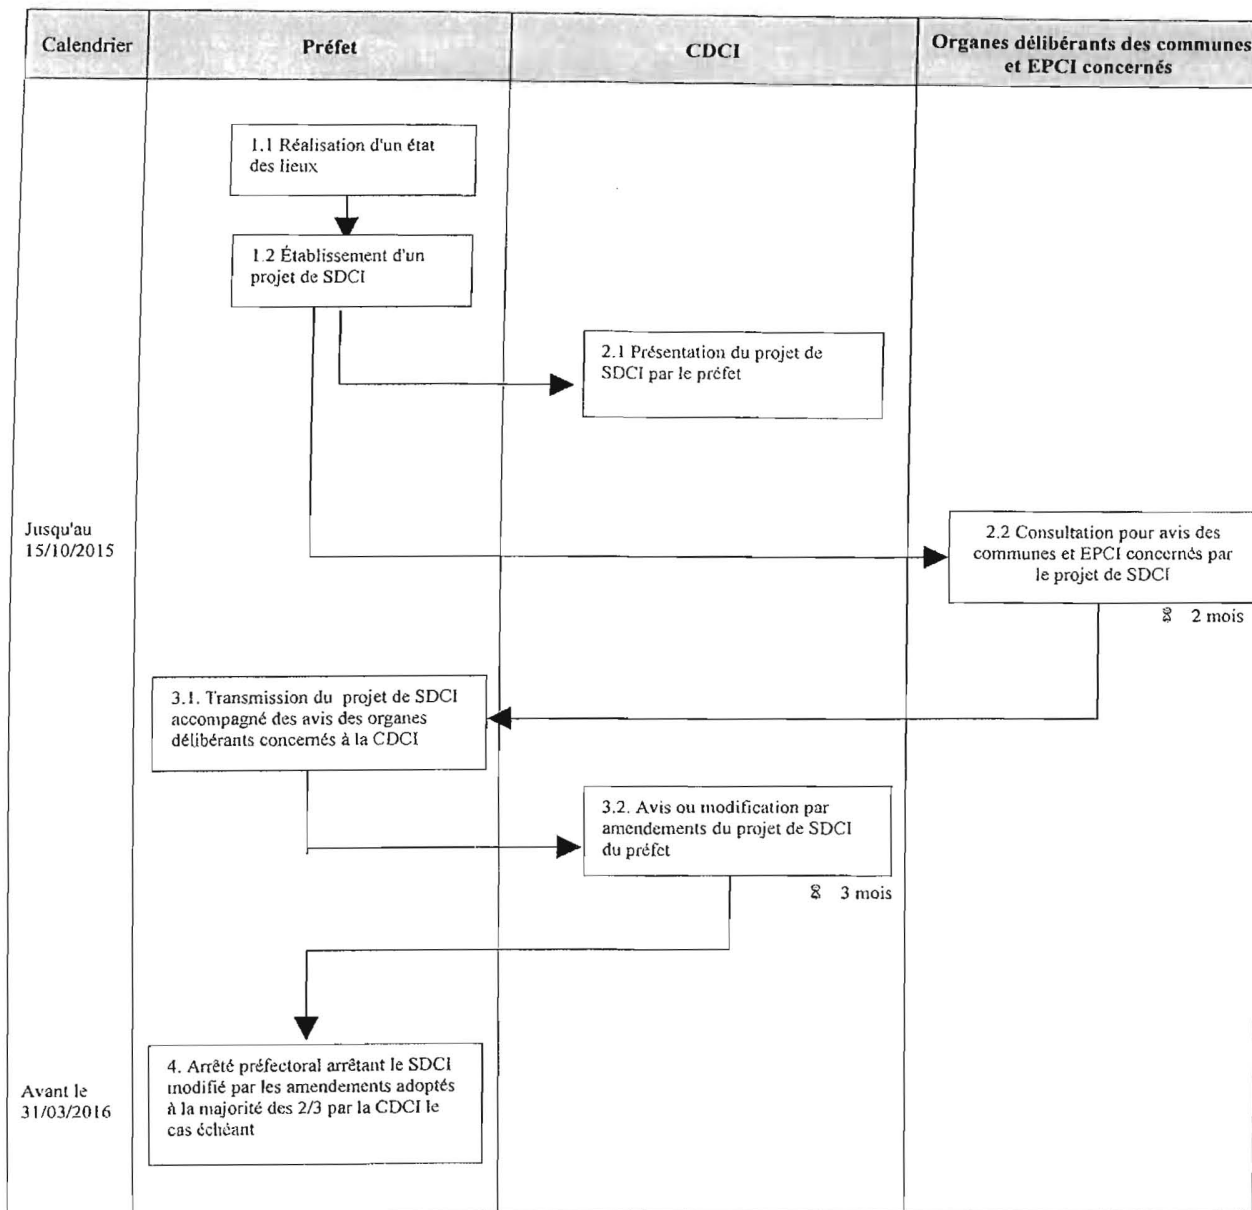 Calendrier
Préfet
CDCI
Organes délibérants des communes
et EPCI concernés
1.1 Réalisation d'un état
des lieux
1.2 Établissement d'un
projet de SDCI
2.1 Présentation du projet de
SDCI par le préfet
Jusqu'au
15/10/2015
2.2 Consultation pour avis des
communes et EPCI concernés par
le projet de SDCI
2 mois
3.1. Transmission du projet de SDCI
accompagné des avis des organes
délibérants concernés à la CDCI
3.2. Avis ou modification par
amendements du projet de SDCI
du préfet
3 mois
Avant le
31/03/2016
4. Arrêté préfectoral arrêtant le SDCI
modifié par les amendements adoptés
à la majorité des 2/3 par la CDCI le
cas échéant